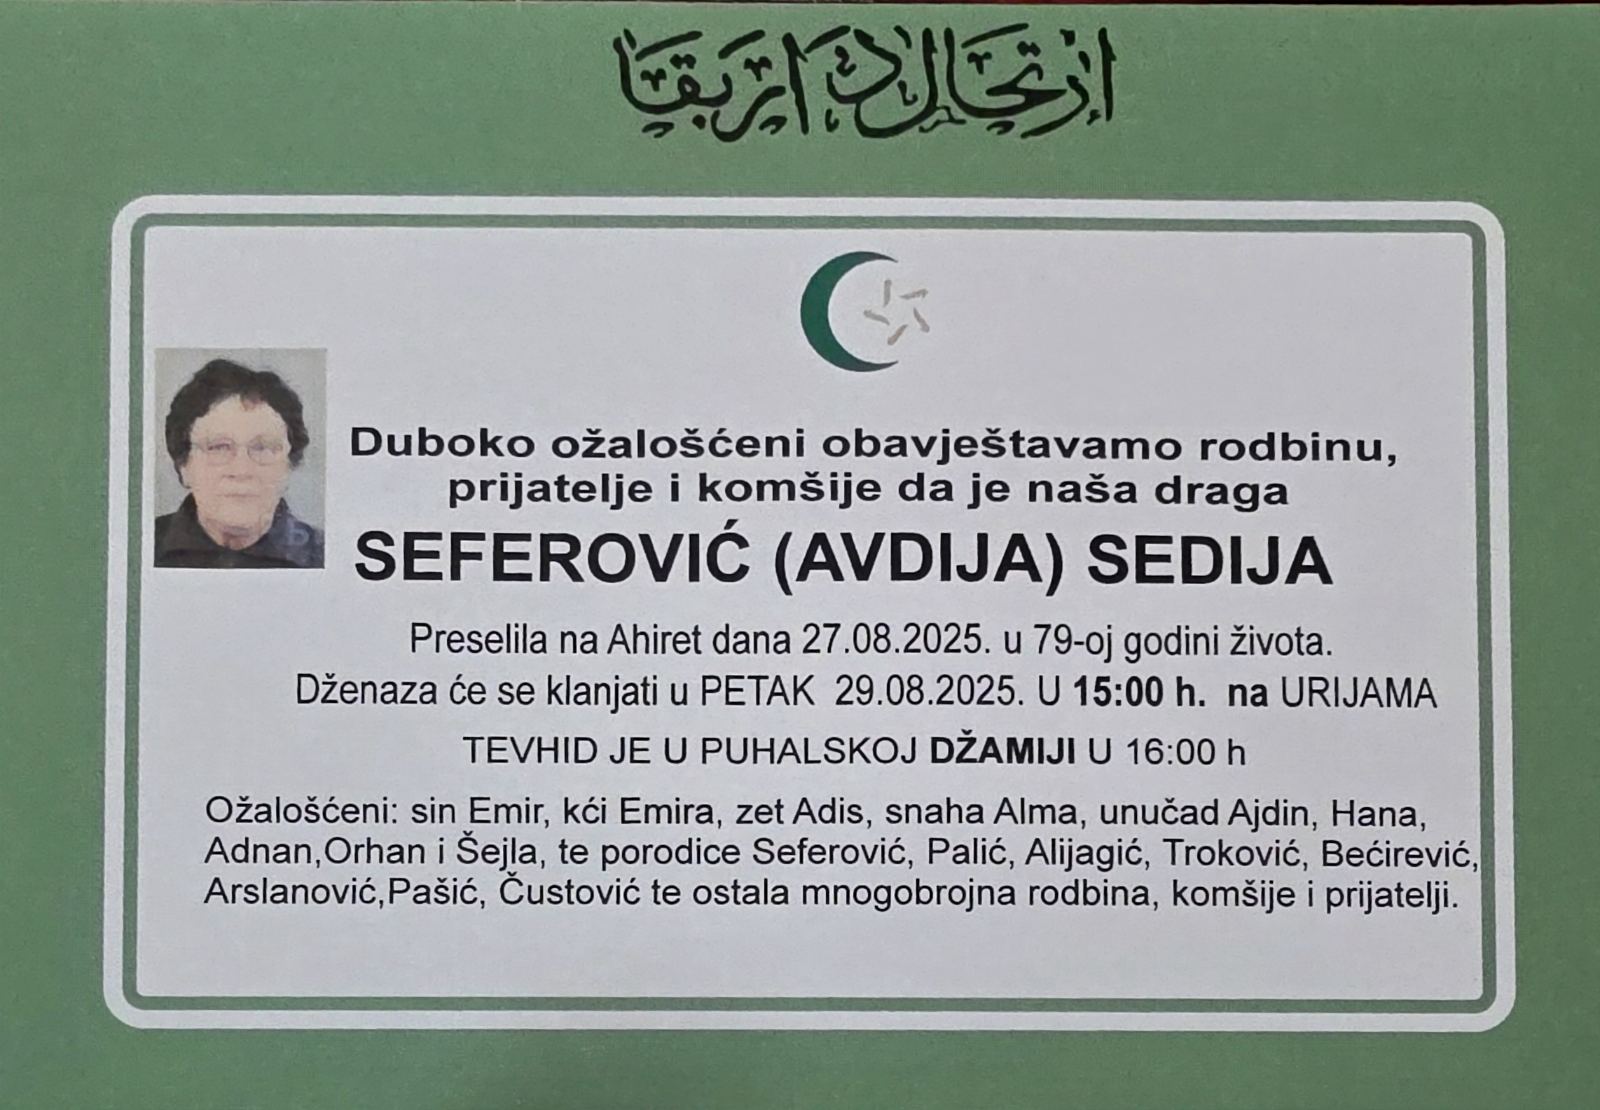 ارتحال دار بقا
Duboko ožalošćeni obavještavamo rodbinu,
prijatelje i komšije da je naša draga
SEFEROVIĆ (AVDIJA) SEDIJA
Preselila na Ahiret dana 27.08.2025. u 79-oj godini života.
Dženaza će se klanjati u PETAK 29.08.2025. U 15:00 h. na URIJAMA
TEVHID JE U PUHALSKOJ DŽAMIJI U 16:00 h
Ožalošćeni: sin Emir, kći Emira, zet Adis, snaha Alma, unučad Ajdin, Hana,
Adnan,Orhan i Šejla, te porodice Seferović, Palić, Alijagić, Troković, Bećirević,
Arslanović,Pašić, Čustović te ostala mnogobrojna rodbina, komšije i prijatelji.